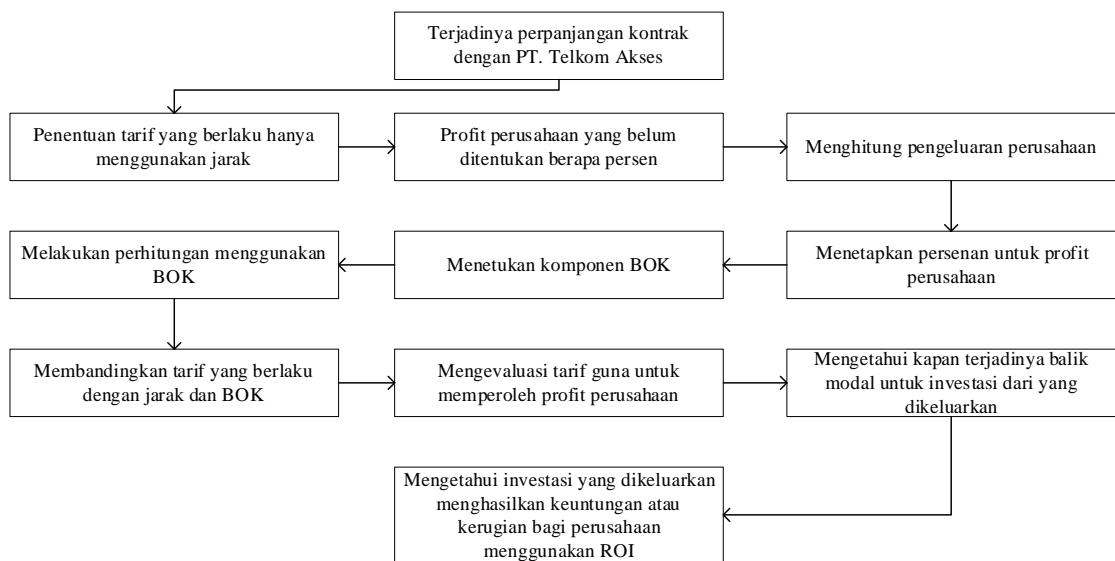 Terjadinya perpanjangan kontrak
dengan PT. Telkom Akses
Penentuan tarif yang berlaku hanya
menggunakan jarak
Profit perusahaan yang belum
ditentukan berapa persen
Menghitung pengeluaran perusahaan
Menetapkan persenan untuk profit
perusahaan
Menetukan komponen BOK
Melakukan perhitungan menggunakan
BOK
Membandingkan tarif yang berlaku
dengan jarak dan BOK
Mengevaluasi tarif guna untuk
memperoleh profit perusahaan
Mengetahui kapan terjadinya balik
modal untuk investasi dari yang
dikeluarkan
Mengetahui investasi yang dikeluarkan
menghasilkan keuntungan atau
kerugian bagi perusahaan
menggunakan ROI